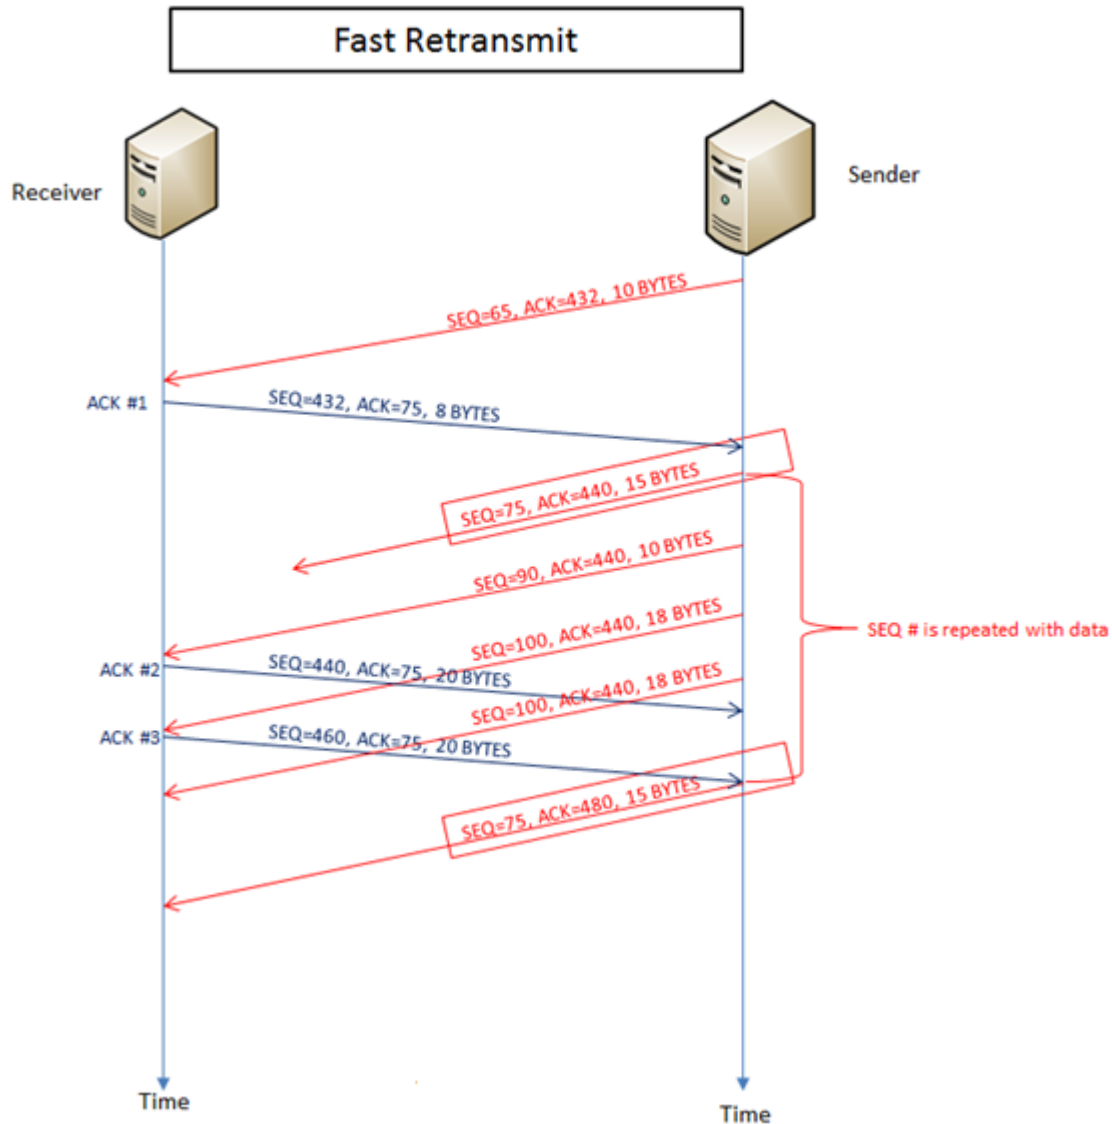 Fast Retransmit
Receiver
Sender
SEQ=65, ACK=432, 10 BYTES
ACK #1
SEQ=432, ACK=75, 8 BYTES
SEQ=75, ACK=440, 15 BYTES
SEQ=90, ACK=440, 10 BYTES
SEQ=100, ACK=440, 18 BYTES
SEQ # is repeated with data
ACK #2
SEQ=440, ACK=75, 20 BYTES
SEQ=100, ACK=440, 18 BYTES
ACK #3
SEQ=460, ACK=75, 20 BYTES
SEQ=75, ACK=480, 15 BYTES
Time
Time